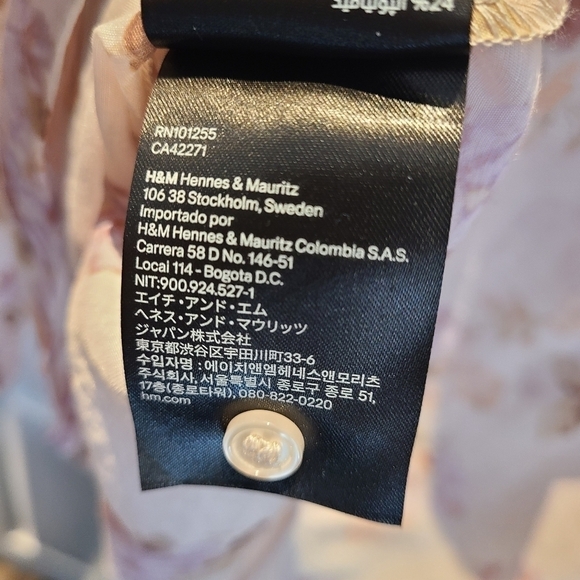 %24
RN101255
CA42271
H&M Hennes & Mauritz
106 38 Stockholm, Sweden
Importado por
H&M Hennes & Mauritz Colombia S.A.S.
Carrera 58 D No. 146-51
Local 114 - Bogota D.C.
NIT:900.924.527-1
エイチ・アンド・エム
ヘネス・アンド・マウリッツ
ジャパン株式会社
東京都渋谷区宇田川町33-6
수입자명 : 에이치앤엠헤네스앤모리츠
주식회사, 서울특별시 종로구 종로 51,
17층(종로타워), 080-822-0220
hm.com